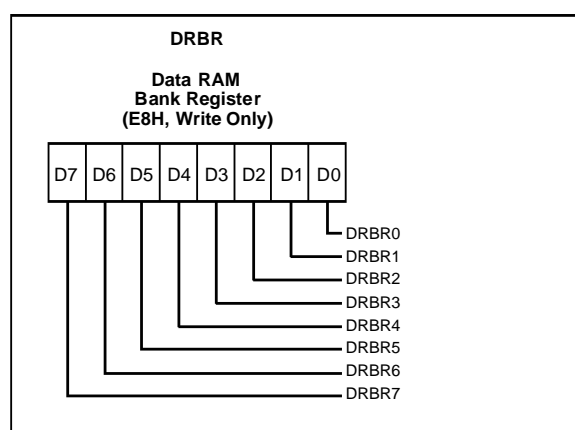 DRBR
Data RAM
Bank Register
(E8H, Write Only)
D7 D6 D5 D4 D3 D2 D1 D0
DRBR0
DRBR1
DRBR2
DRBR3
DRBR4
DRBR5
DRBR6
DRBR7